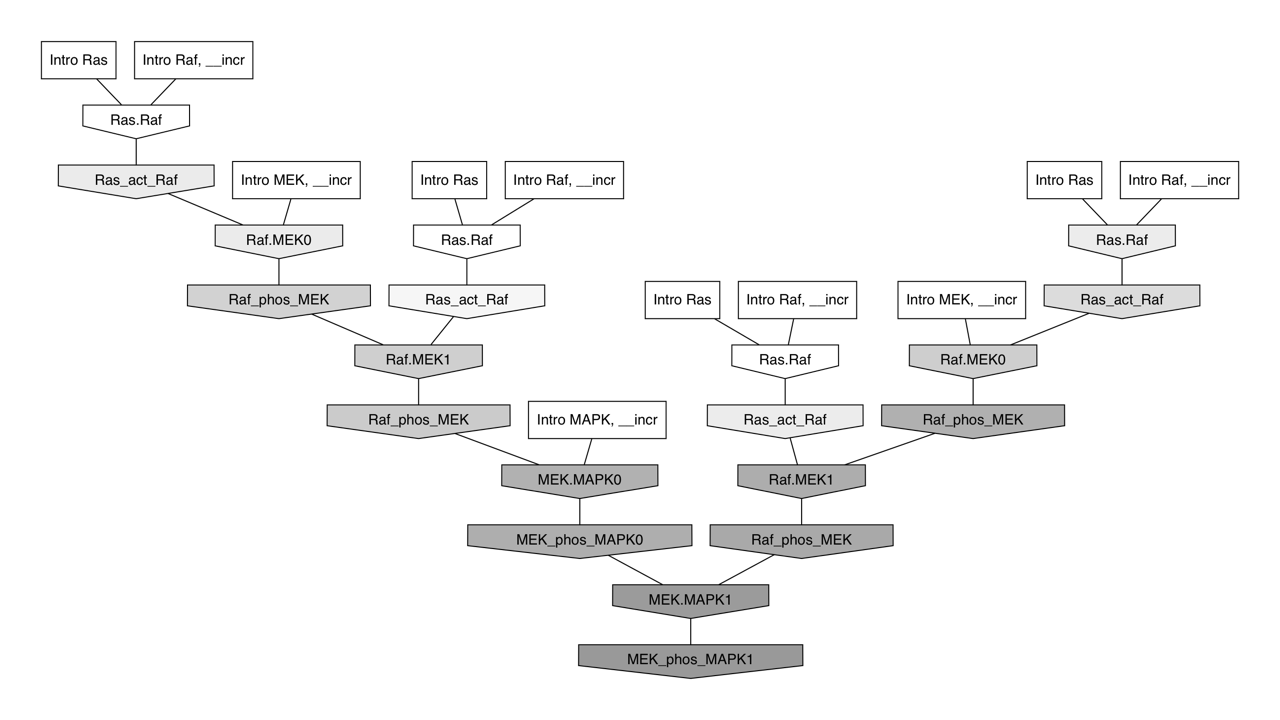 Intro Ras
Intro Raf, __incr
Ras.Raf
Ras_act_Raf
Intro MEK, __incr
Intro Ras
Intro Raf, __incr
Intro Ras
Intro Raf, __incr
Raf.MEK0
Ras.Raf
Ras.Raf
Raf_phos_MEK
Ras_act_Raf
Intro Ras
Intro Raf, __incr
Intro MEK, __incr
Ras_act_Raf
Raf.MEK1
Ras.Raf
Raf.MEK0
Raf_phos_MEK
Intro MAPK, __incr
Ras_act_Raf
Raf_phos_MEK
MEK.MAPK0
Raf.MEK1
MEK_phos_MAPK0
Raf_phos_MEK
MEK.MAPK1
MEK_phos_MAPK1